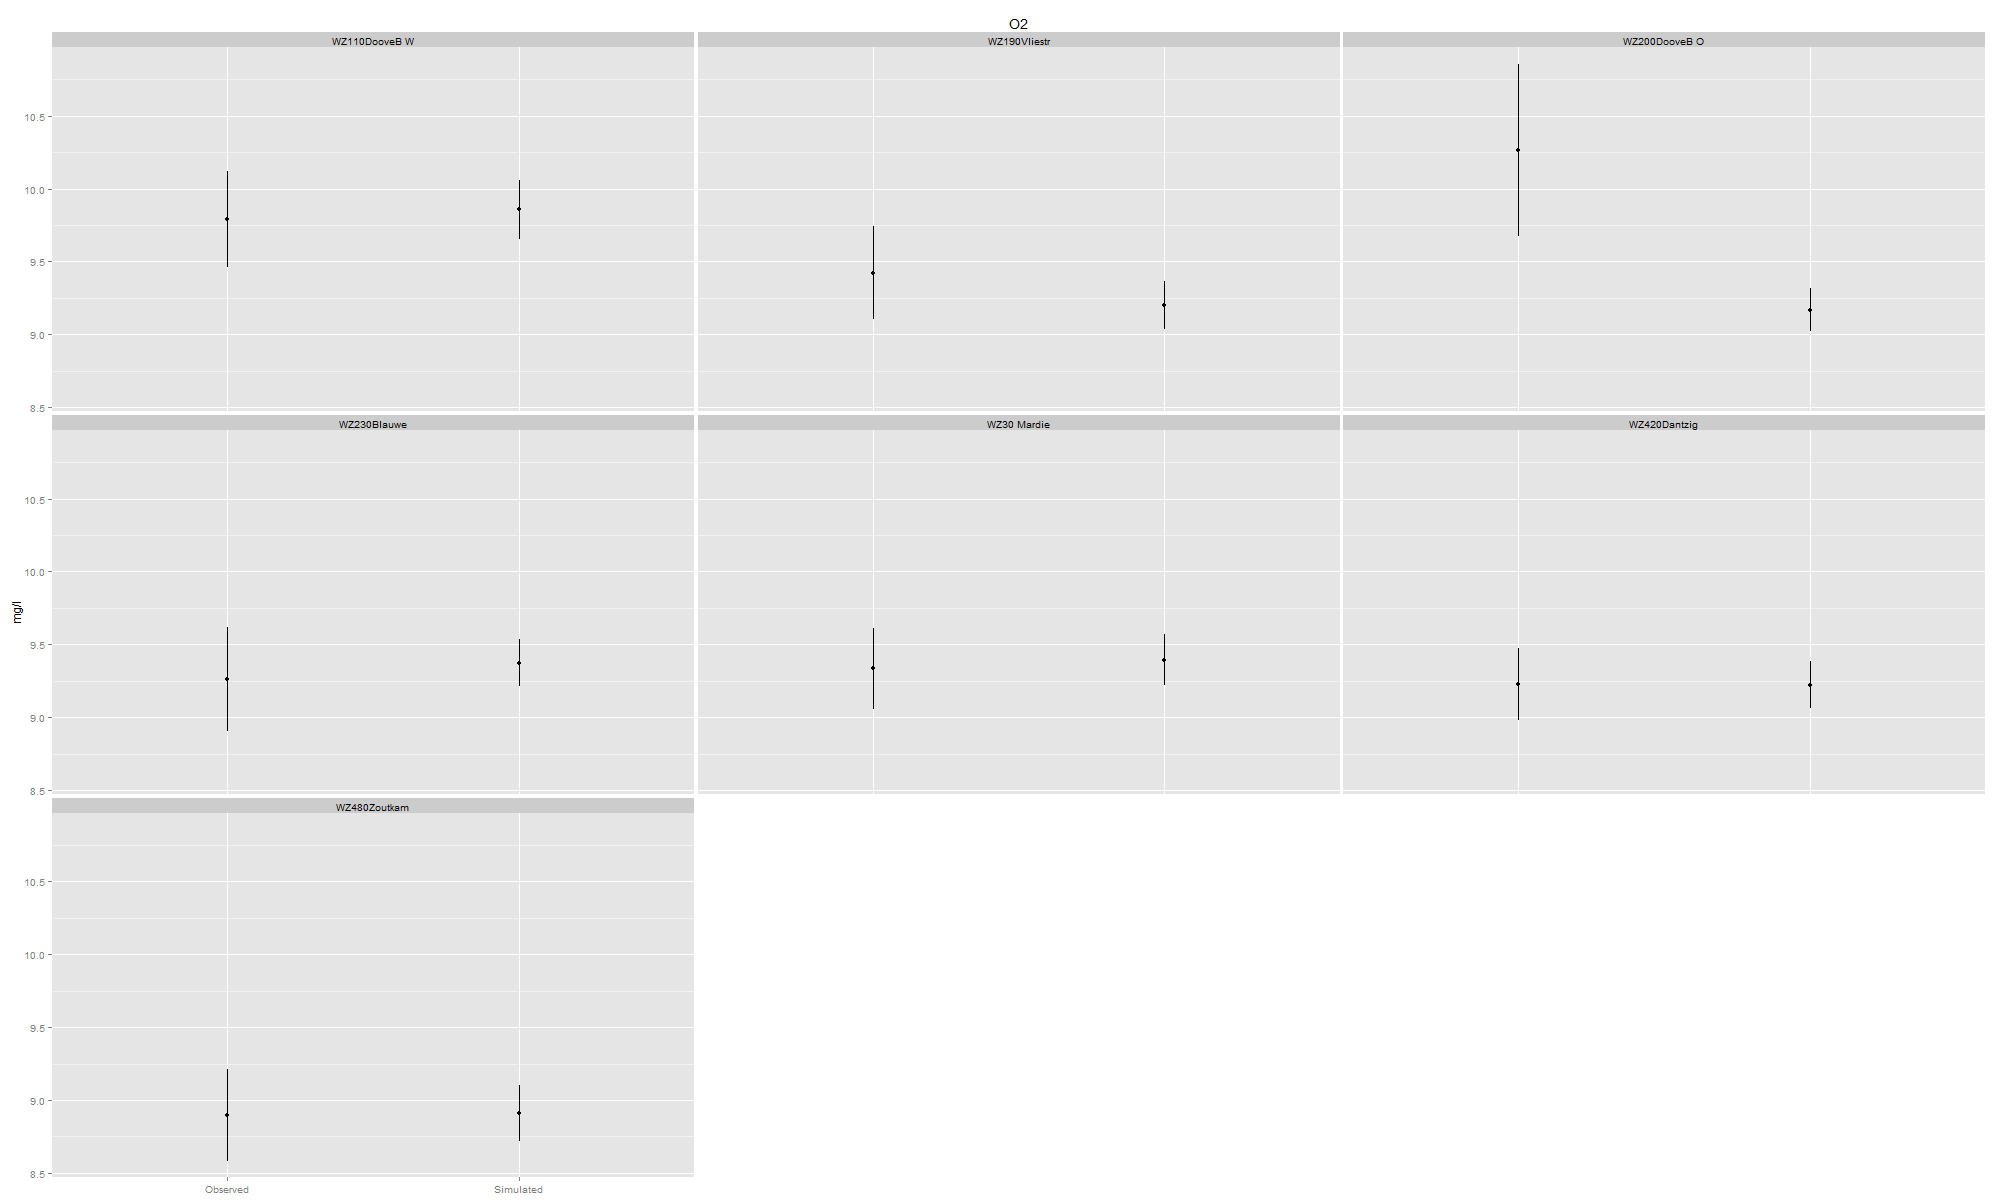 O2
WZ110DooveB W
WZ190Vliestr
WZ200DooveB O
10.5
10.0
9.5
9.0
8.5
WZ230Blauwe
WZ30 Mardie
WZ420Dantzig
10.5
10.0
mg/l
9.5
9.0
8.5
WZ480Zoutkam
10.5
10.0
9.5
9.0
8.5
Observed
Simulated